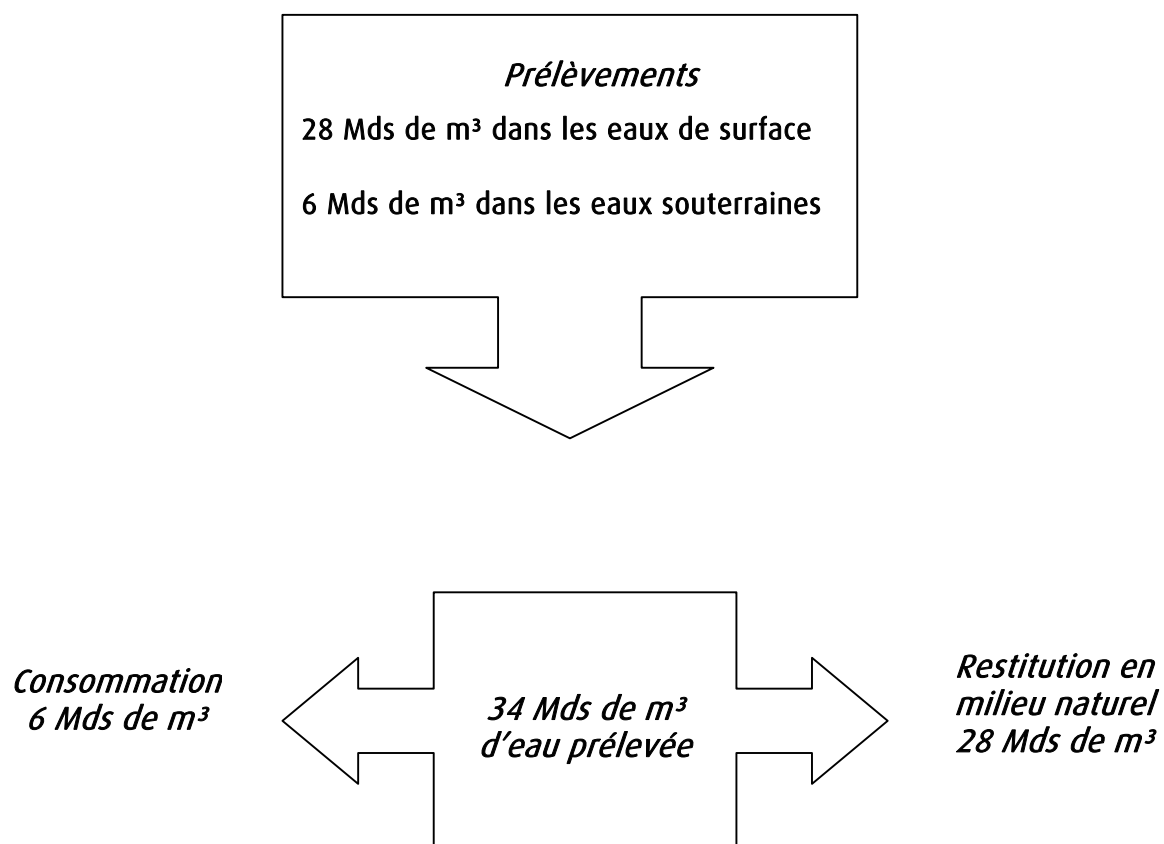 Prélèvements
28 Mds de m³ dans les eaux de surface
6 Mds de m³ dans les eaux souterraines
Consommation
6 Mds de m³
34 Mds de m³
d'eau prélevée
Restitution en
milieu naturel
28 Mds de m³